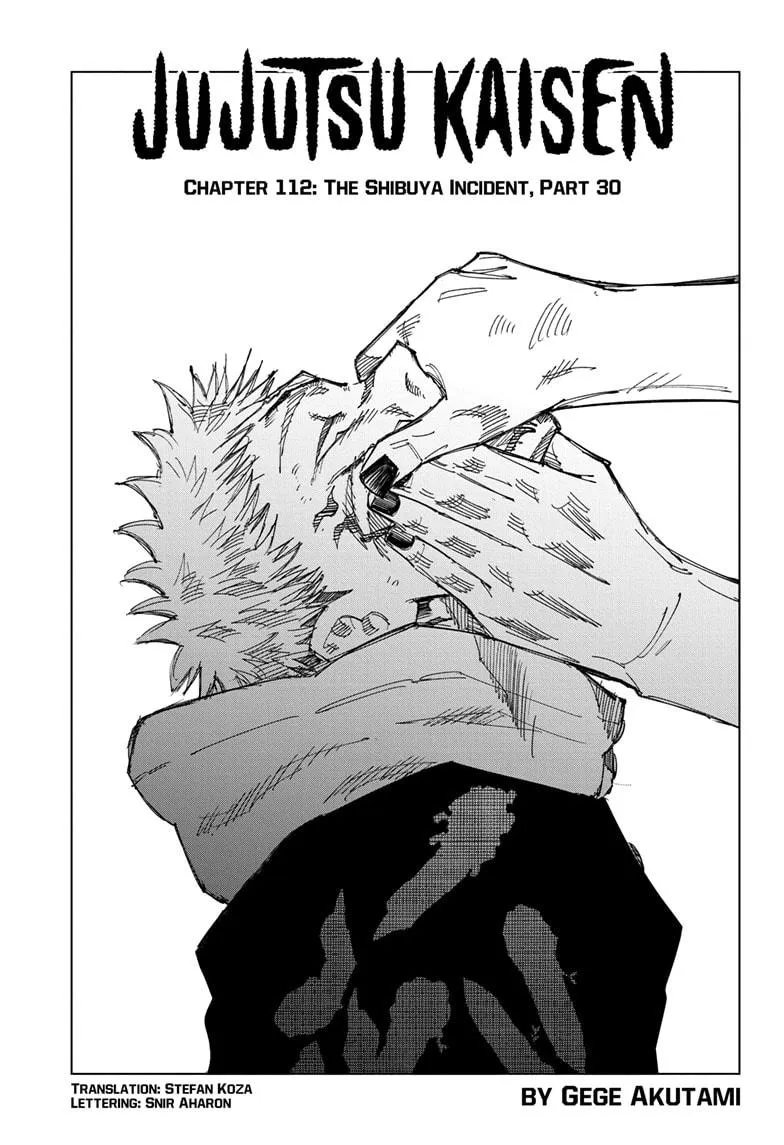 JUJUTSU KAISEN
CHAPTER 112: THE SHIBUYA INCIDENT, PART 30
TRANSLATION: STEFAN KOZA
LETTERING: SNIR AHARON
BY GEGE AKUTAMI